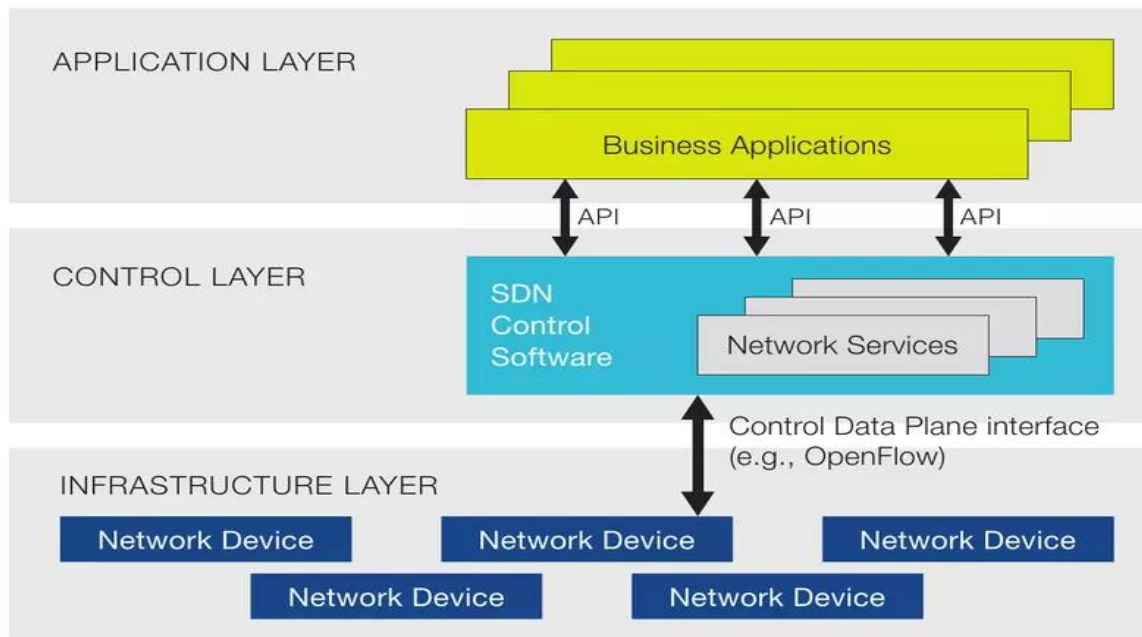 APPLICATION LAYER
Business Applications
API
API
API
CONTROL LAYER
SDN
Control
Software
Network Services
Control Data Plane interface
(e.g., OpenFlow)
INFRASTRUCTURE LAYER
Network Device
Network Device
Network Device
Network Device
Network Device